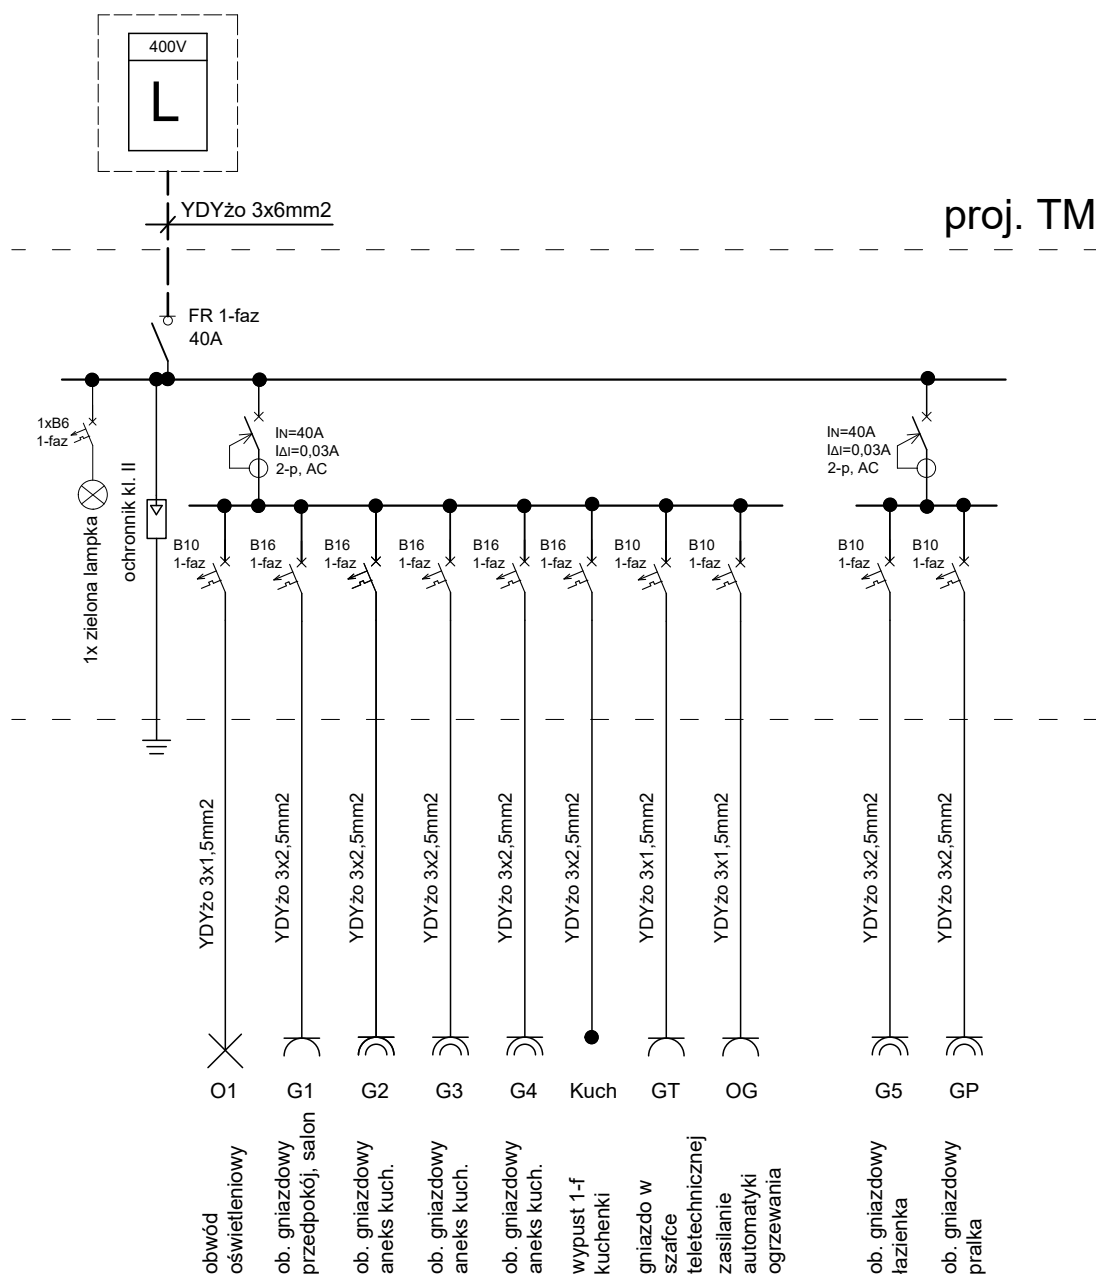 400V
L
YDYżo 3x6mm2
proj. TM
FR 1-faz
40A
1xB6
1-faz
1x zielona lampka
ochronnik kl. II
IN=40A
IΔI=0,03A
2-p, AC
IN=40A
IΔI=0,03A
2-p, AC
B10
1-faz
B16
1-faz
B16
1-faz
B16
1-faz
B16
1-faz
B16
1-faz
B10
1-faz
B10
1-faz
B10
1-faz
B10
1-faz
YDYżo 3x1,5mm2
YDYżo 3x2,5mm2
YDYżo 3x2,5mm2
YDYżo 3x2,5mm2
YDYżo 3x2,5mm2
YDYżo 3x2,5mm2
YDYżo 3x1,5mm2
YDYżo 3x1,5mm2
YDYżo 3x2,5mm2
YDYżo 3x2,5mm2
O1
G1
G2
G3
G4
Kuch
GT
OG
G5
GP
obwód
oświetleniowy
ob. gniazdowy
przedpokój, salon
ob. gniazdowy
aneks kuch.
ob. gniazdowy
aneks kuch.
ob. gniazdowy
aneks kuch.
wypust 1-f
kuchenki
gniazdo w
szafce
teletechnicznej
zasilanie
automatyki
ogrzewania
ob. gniazdowy
łazienka
ob. gniazdowy
pralka